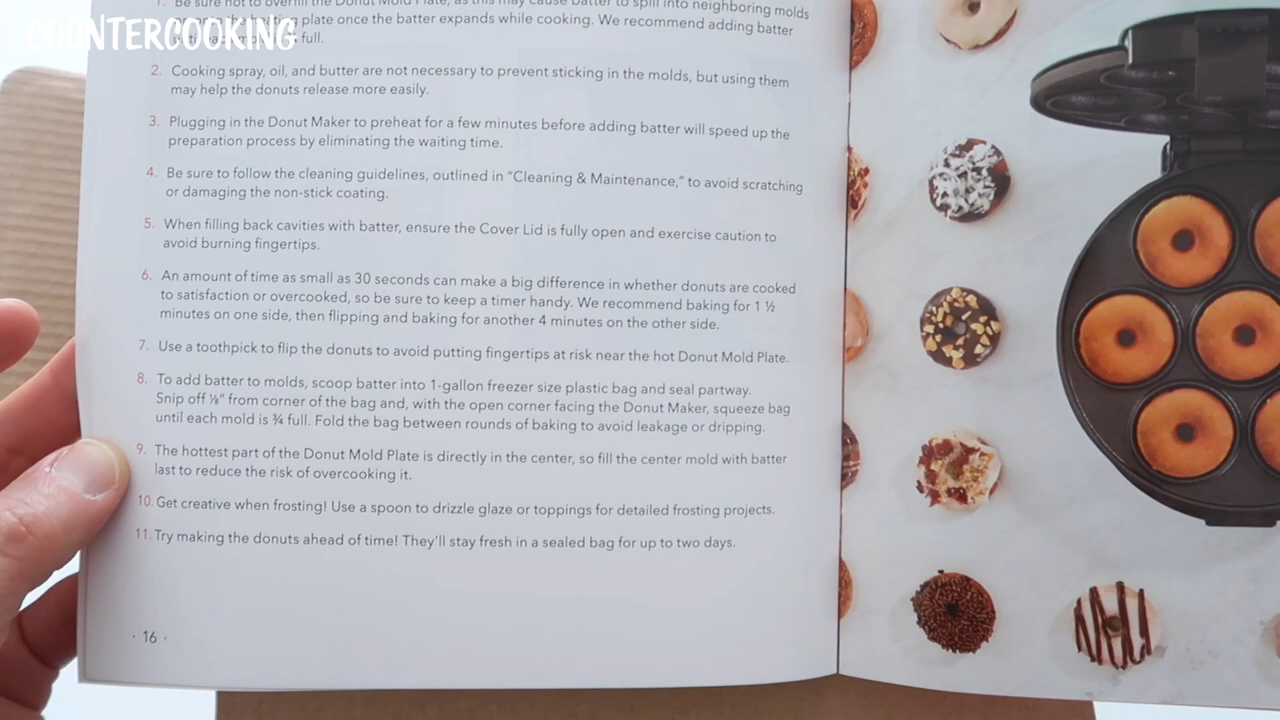 1. Be sure not to overfill the Donut Mold Plate, as this may cause batter to spill into neighboring molds
COUNTERCOOKING
plate once the batter expands while cooking. We recommend adding batter
full.
2. Cooking spray, oil, and butter are not necessary to prevent sticking in the molds, but using them
may help the donuts release more easily.
3. Plugging in the Donut Maker to preheat for a few minutes before adding batter will speed up the
preparation process by eliminating the waiting time.
4. Be sure to follow the cleaning guidelines, outlined in “Cleaning & Maintenance,” to avoid scratching
or damaging the non-stick coating.
5. When filling back cavities with batter, ensure the Cover Lid is fully open and exercise caution to
avoid burning fingertips.
6. An amount of time as small as 30 seconds can make a big difference in whether donuts are cooked
to satisfaction or overcooked, so be sure to keep a timer handy. We recommend baking for 1 ½
minutes on one side, then flipping and baking for another 4 minutes on the other side.
7. Use a toothpick to flip the donuts to avoid putting fingertips at risk near the hot Donut Mold Plate.
8. To add batter to molds, scoop batter into 1-gallon freezer size plastic bag and seal partway.
Snip off ⅛” from corner of the bag and, with the open corner facing the Donut Maker, squeeze bag
until each mold is ¾ full. Fold the bag between rounds of baking to avoid leakage or dripping.
9. The hottest part of the Donut Mold Plate is directly in the center, so fill the center mold with batter
last to reduce the risk of overcooking it.
10. Get creative when frosting! Use a spoon to drizzle glaze or toppings for detailed frosting projects.
11. Try making the donuts ahead of time! They’ll stay fresh in a sealed bag for up to two days.
· 16 ·